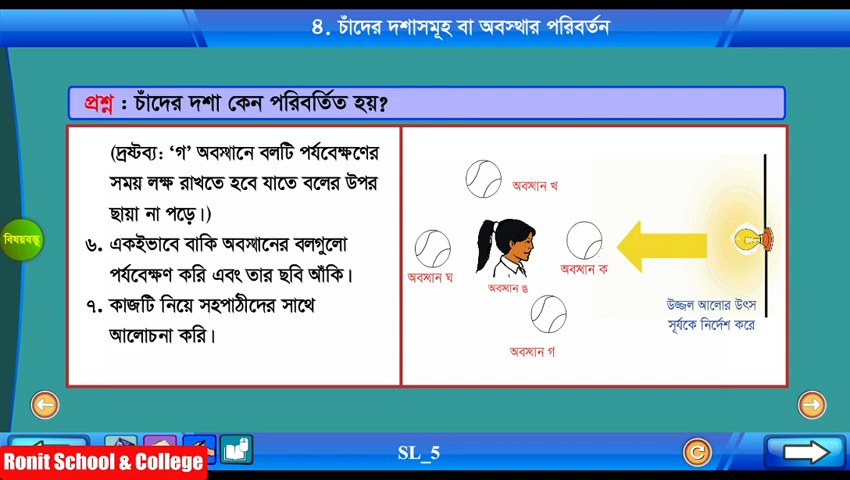 ৪. চাঁদের দশাসমূহ বা অবস্থার পরিবর্তন
প্রশ্ন : চাঁদের দশা কেন পরিবর্তিত হয়?
(দ্রষ্টব্য: ‘গ’ অবস্থানে বলটি পর্যবেক্ষণের
সময় লক্ষ রাখতে হবে যাতে বলের উপর
ছায়া না পড়ে।)
৬. একইভাবে বাকি অবস্থানের বলগুলো
পর্যবেক্ষণ করি এবং তার ছবি আঁকি।
৭. কাজটি নিয়ে সহপাঠীদের সাথে
আলোচনা করি।
অবস্থান খ
অবস্থান ঘ
অবস্থান ঙ
অবস্থান ক
অবস্থান গ
উজ্জল আলোর উৎস
সূর্যকে নির্দেশ করে
বিষয়বস্তু
SL_5
Ronit School & College